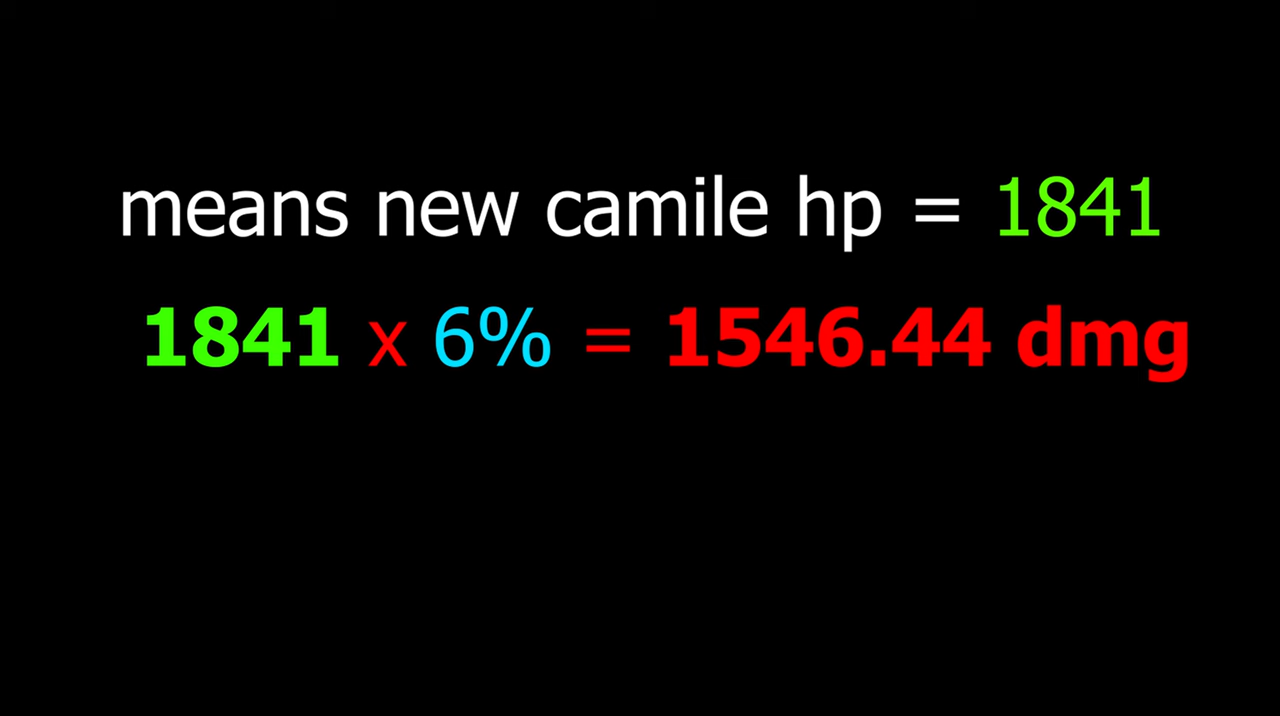 means new camile hp = 1841
1841 x 6% = 1546.44 dmg